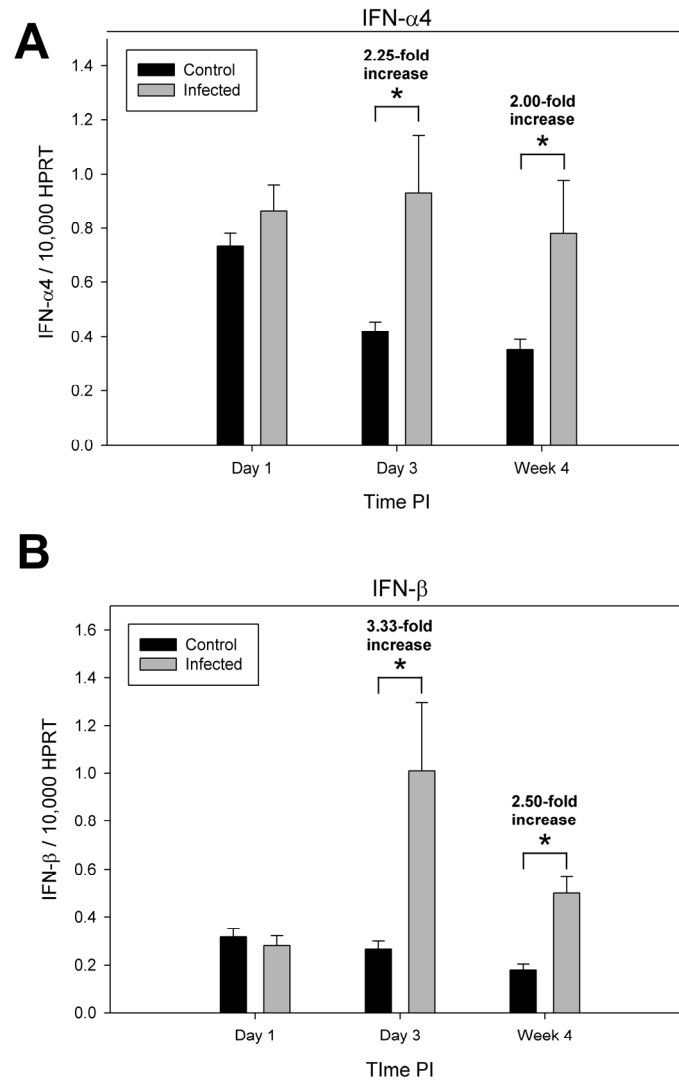 A
IFN-α4
Control
Infected
2.25-fold
increase
*
2.00-fold
increase
*
IFN-α4 / 10,000 HPRT
1.4
1.2
1.0
0.8
0.6
0.4
0.2
0.0
Day 1
Day 3
Week 4
Time PI
B
IFN-β
Control
Infected
3.33-fold
increase
*
2.50-fold
increase
*
IFN-β / 10,000 HPRT
1.6
1.4
1.2
1.0
0.8
0.6
0.4
0.2
0.0
Day 1
Day 3
Week 4
TIme PI